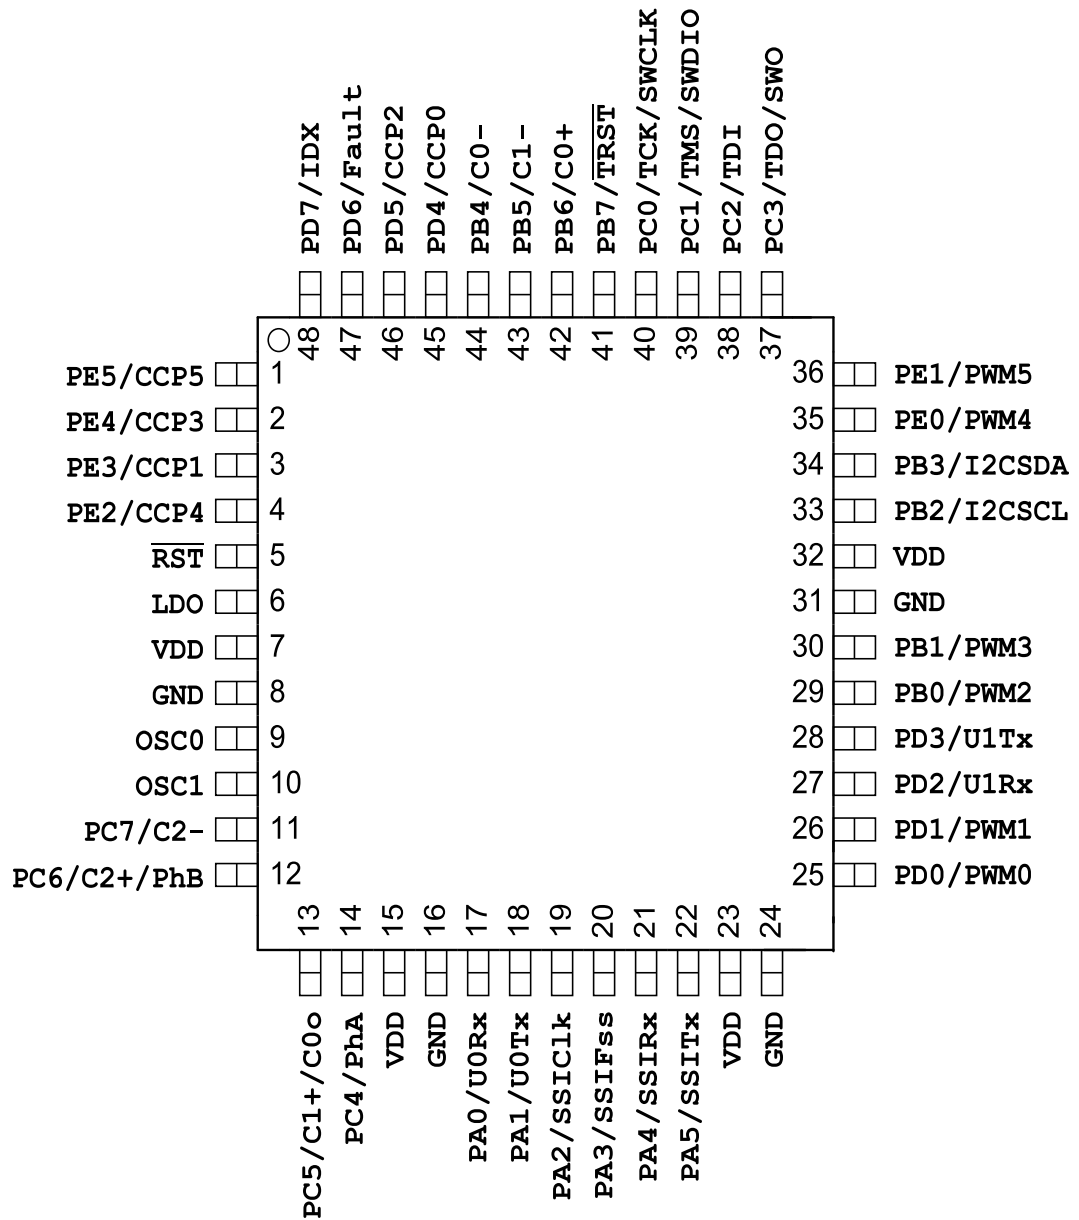 PD7/IDX
PD6/Fault
PD5/CCP2
PD4/CCP0
PB4/C0-
PB5/C1-
PB6/C0+
PB7/TRST
PC0/TCK/SWCLK
PC1/TMS/SWDIO
PC2/TDI
PC3/TDO/SWO
48
47
46
45
44
43
42
41
40
39
38
37
PE5/CCP5 1
PE4/CCP3 2
PE3/CCP1 3
PE2/CCP4 4
RST 5
LDO 6
VDD 7
GND 8
OSC0 9
OSC1 10
PC7/C2- 11
PC6/C2+/PhB 12
36 PE1/PWM5
35 PE0/PWM4
34 PB3/I2CSDA
33 PB2/I2CSCL
32 VDD
31 GND
30 PB1/PWM3
29 PB0/PWM2
28 PD3/U1Tx
27 PD2/U1Rx
26 PD1/PWM1
25 PD0/PWM0
13
14
15
16
17
18
19
20
21
22
23
24
PC5/C1+/C0o
PC4/PhA
VDD
GND
PA0/U0Rx
PA1/U0Tx
PA2/SSIClk
PA3/SSIFss
PA4/SSIRx
PA5/SSITx
VDD
GND